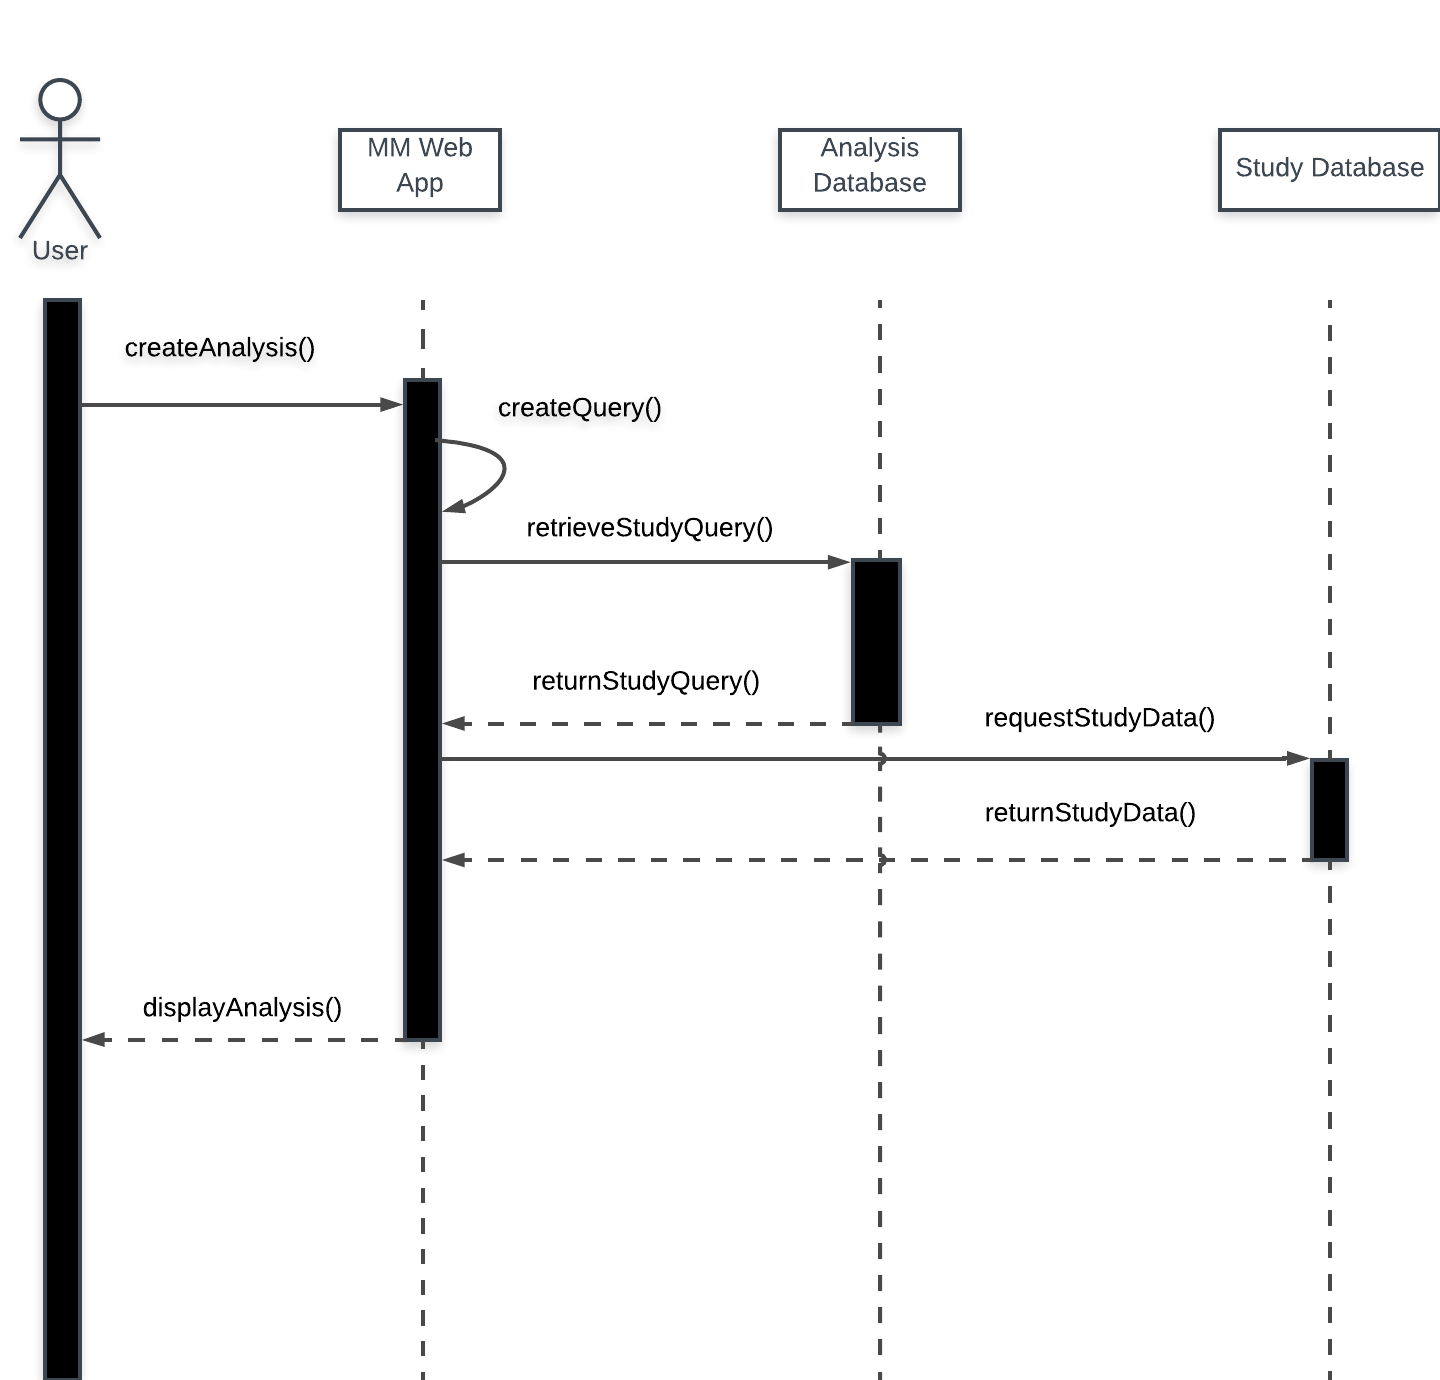 MM Web
App
Analysis
Database
Study Database
User
createAnalysis()
createQuery()
retrieveStudyQuery()
returnStudyQuery()
requestStudyData()
returnStudyData()
displayAnalysis()